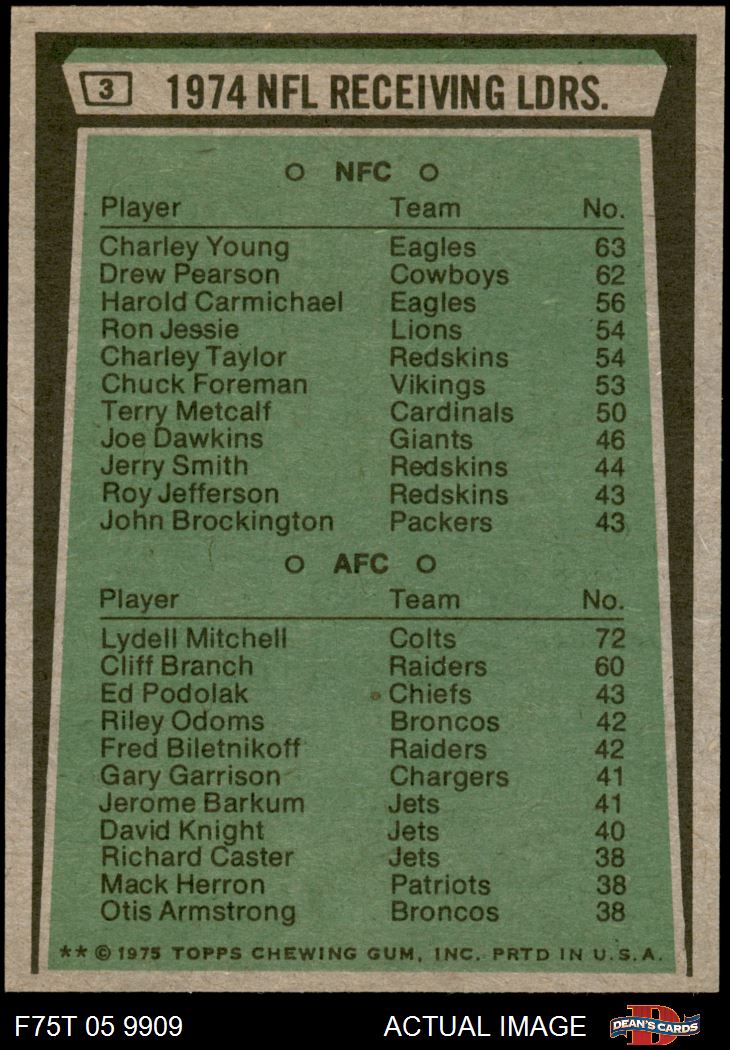 3 1974 NFL RECEIVING LDRS.
NFC
Player Team No.
Charley Young Eagles 63
Drew Pearson Cowboys 62
Harold Carmichael Eagles 56
Ron Jessie Lions 54
Charley Taylor Redskins 54
Chuck Foreman Vikings 53
Terry Metcalf Cardinals 50
Joe Dawkins Giants 46
Jerry Smith Redskins 44
Roy Jefferson Redskins 43
John Brockington Packers 43
AFC
Player Team No.
Lydell Mitchell Colts 72
Cliff Branch Raiders 60
Ed Podolak Chiefs 43
Riley Odoms Broncos 42
Fred Biletnikoff Raiders 42
Gary Garrison Chargers 41
Jerome Barkum Jets 41
David Knight Jets 40
Richard Caster Jets 38
Mack Herron Patriots 38
Otis Armstrong Broncos 38
** © 1975 TOPPS CHEWING GUM, INC. PRTD IN U.S.A.
F75T 05 9909 ACTUAL IMAGE D DEAN'S CARDS